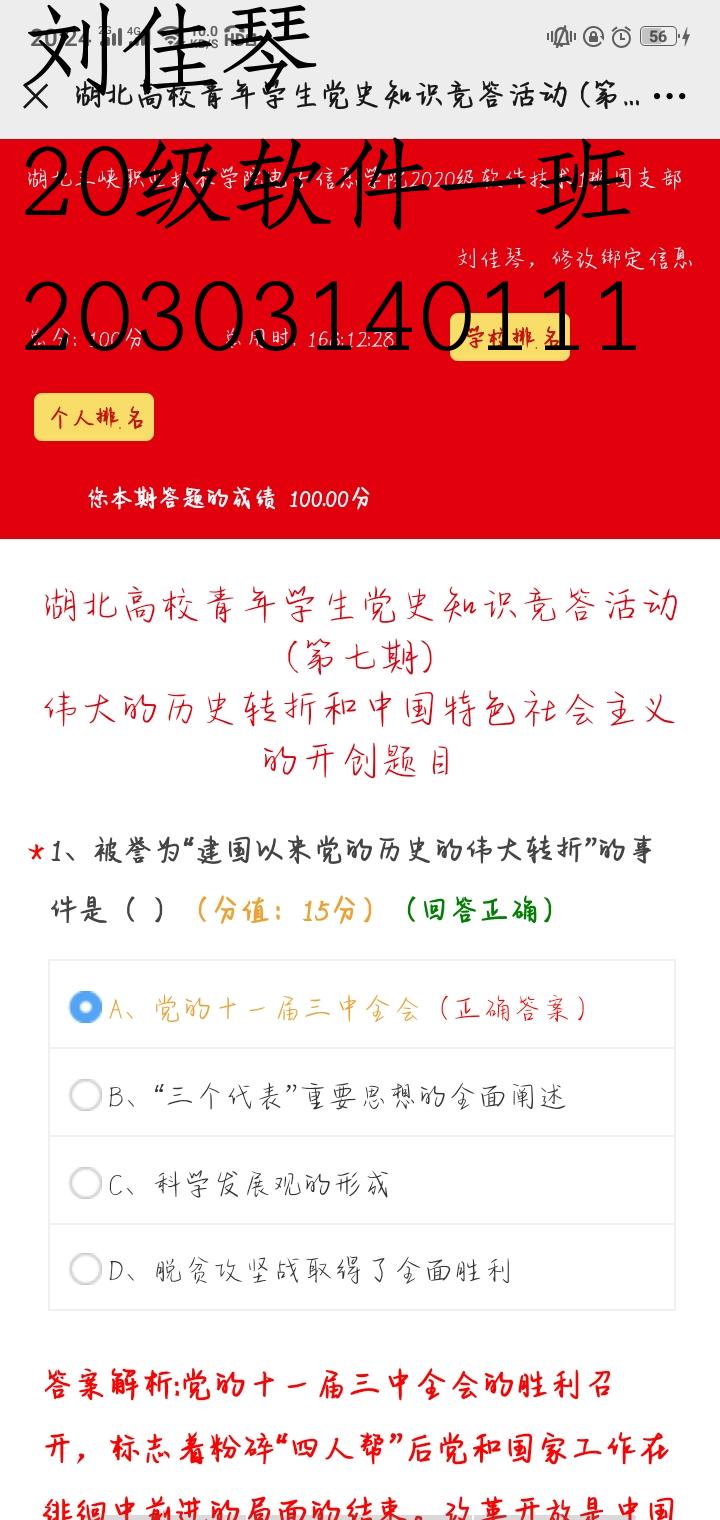 刘佳琴
20:24 2G 4G 10.0 KB/S HD 56
湖北高校青年学生党史知识竞答活动 (第...
20级软件一班
湖北三峡职业技术学院电子信息学院2020级软件技术1班团支部
刘佳琴，修改绑定信息
20303140111
总分: 100分 总用时: 168:12:28 学校排名
个人排名
你本期答题的成绩 100.00分
湖北高校青年学生党史知识竞答活动
(第七期)
伟大的历史转折和中国特色社会主义
的开创题目
*1、被誉为“建国以来党的历史的伟大转折”的事
件是（ ）（分值：15分）（回答正确）
A、党的十一届三中全会（正确答案）
B、“三个代表”重要思想的全面阐述
C、科学发展观的形成
D、脱贫攻坚战取得了全面胜利
答案解析:党的十一届三中全会的胜利召
开，标志着粉碎“四人帮”后党和国家工作在
徘徊中前进的局面的结束。改革开放是中国